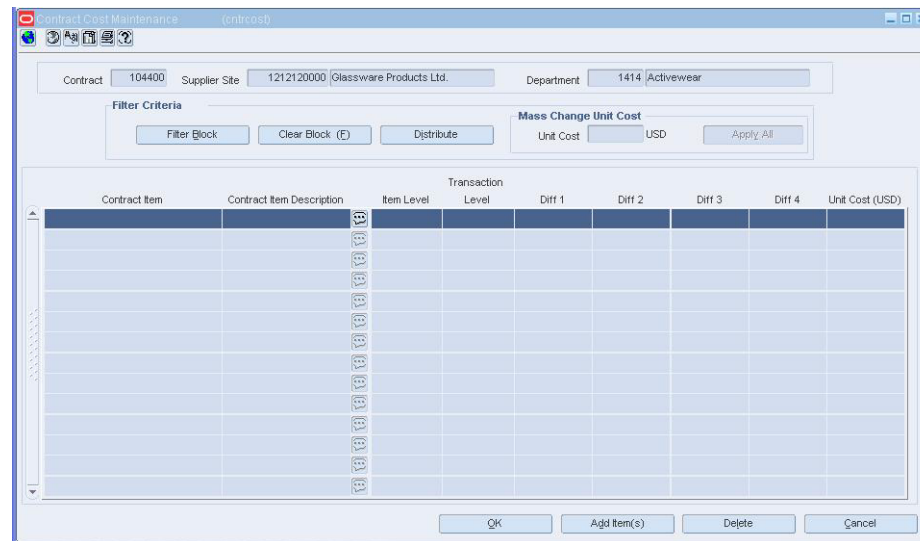 Contract Cost Maintenance (cntrcost)
Contract 104400 Supplier Site 1212120000 Glassware Products Ltd. Department 1414 Activewear
Filter Criteria
Filter Block Clear Block (F) Distribute
Mass Change Unit Cost
Unit Cost USD Apply All
Transaction
Contract Item Contract Item Description Item Level Level Diff 1 Diff 2 Diff 3 Diff 4 Unit Cost (USD)
OK Add Item(s) Delete Cancel